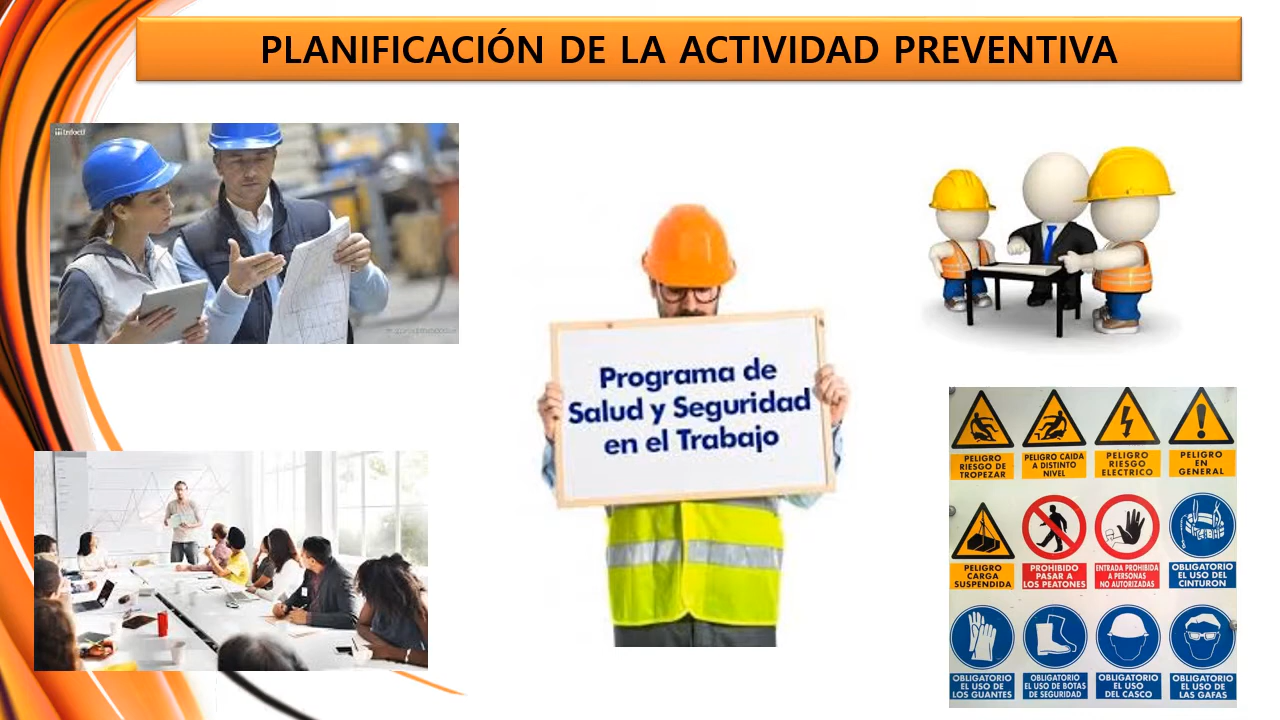 PLANIFICACIÓN DE LA ACTIVIDAD PREVENTIVA
Programa de
Salud y Seguridad
en el Trabajo
PELIGRO
RIESGO DE
TROPEZAR
PELIGRO CAIDA
A DISTINTO
NIVEL
PELIGRO
RIESGO
ELECTRICO
PELIGRO
EN
GENERAL
PELIGRO
CARGA
SUSPENDIDA
PROHIBIDO
PASAR A
LOS PEATONES
ENTRADA PROHIBIDA
A PERSONAS
NO AUTORIZADAS
OBLIGATORIO
EL USO DEL
CINTURON
OBLIGATORIO
EL USO DE
LOS GUANTES
OBLIGATORIO
EL USO DE BOTAS
DE SEGURIDAD
OBLIGATORIO
EL USO
DEL CASCO
OBLIGATORIO
EL USO DE
LAS GAFAS